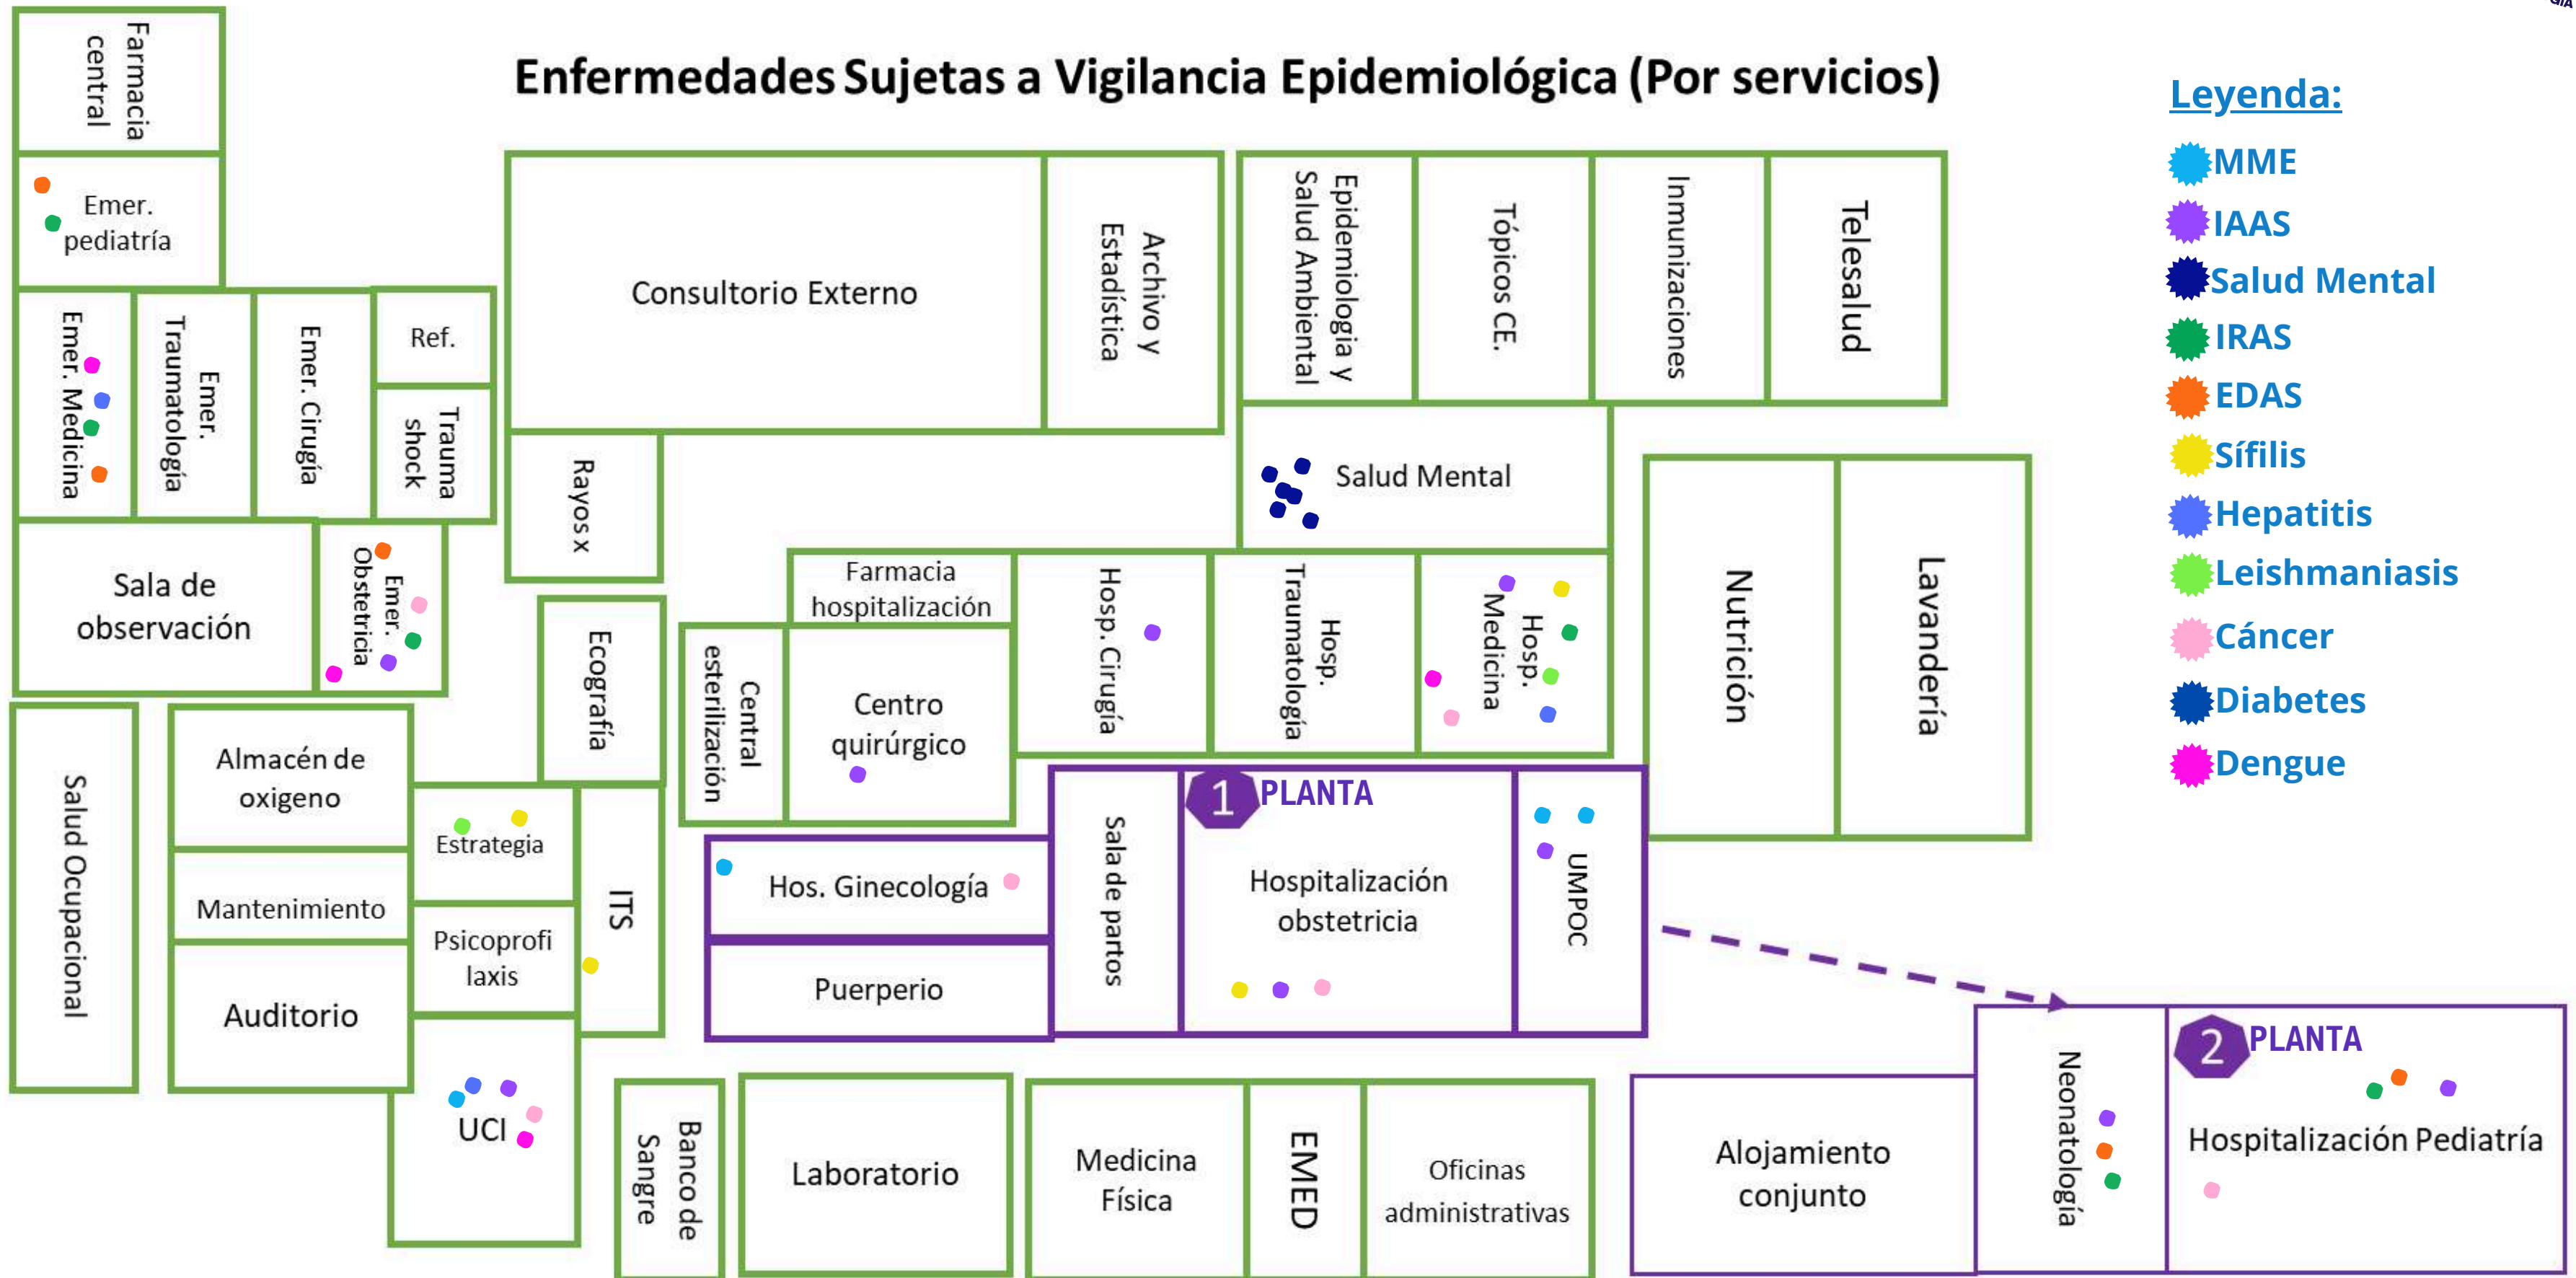 GÍA
Enfermedades Sujetas a Vigilancia Epidemiológica (Por servicios)
Leyenda:
MME
IAAS
Salud Mental
IRAS
EDAS
Sífilis
Hepatitis
Leishmaniasis
Cáncer
Diabetes
Dengue
Farmacia
central
Emer.
pediatría
Emer. Medicina
Emer.
Traumatología
Emer. Cirugía
Ref.
Trauma
shock
Consultorio Externo
Archivo y
Estadística
Epidemiologia y
Salud Ambiental
Tópicos CE.
Inmunizaciones
Telesalud
Rayos x
Salud Mental
Sala de
observación
Emer.
Obstetricia
Ecografía
Farmacia
hospitalización
Central
esterilización
Centro
quirúrgico
Hosp. Cirugía
Hosp.
Traumatología
Hosp.
Medicina
Nutrición
Lavandería
Salud Ocupacional
Almacén de
oxigeno
Mantenimiento
Auditorio
Estrategia
Psicoprofi
laxis
ITS
UCI
Hos. Ginecología
Puerperio
Sala de partos
1 PLANTA
Hospitalización
obstetricia
UMPOC
Banco de
Sangre
Laboratorio
Medicina
Física
EMED
Oficinas
administrativas
Alojamiento
conjunto
Neonatología
2 PLANTA
Hospitalización Pediatría